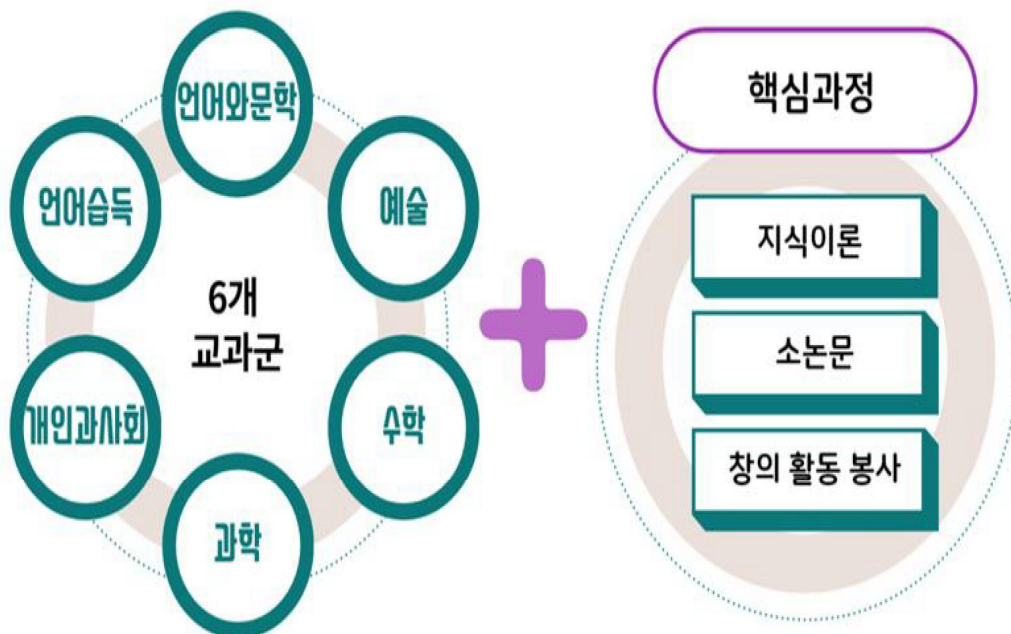 언어와문학
언어습득
예술
6개
교과군
개인과사회
수학
과학
핵심과정
지식이론
소논문
창의 활동 봉사